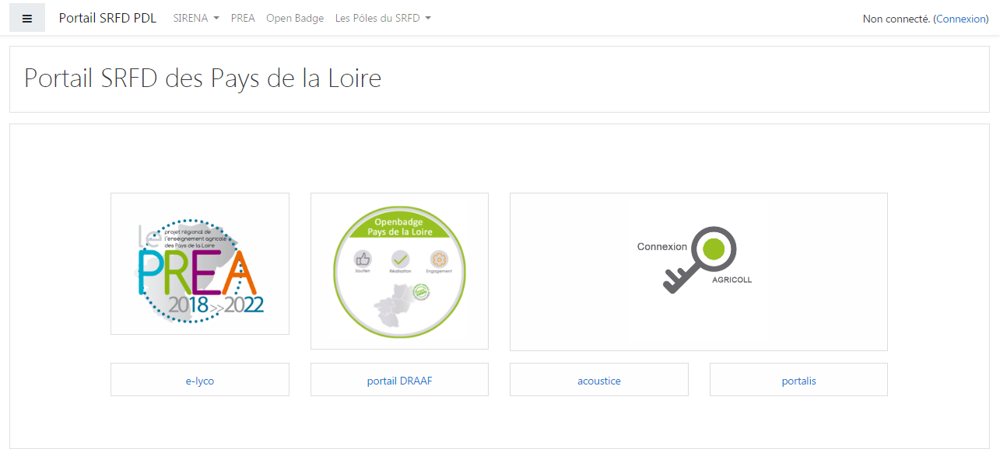 Portail SRFD PDL SIRENA PREA Open Badge Les Pôles du SRFD Non connecté. (Connexion)
Portail SRFD des Pays de la Loire
le
projet régional de
l'enseignement agricole
des Pays de la Loire
PREA
2018>>2022
Openbadge
Pays de la Loire
Soutien Réalisation Engagement
Connexion
AGRICOLL
e-lyco portail DRAAF acoustice portalis